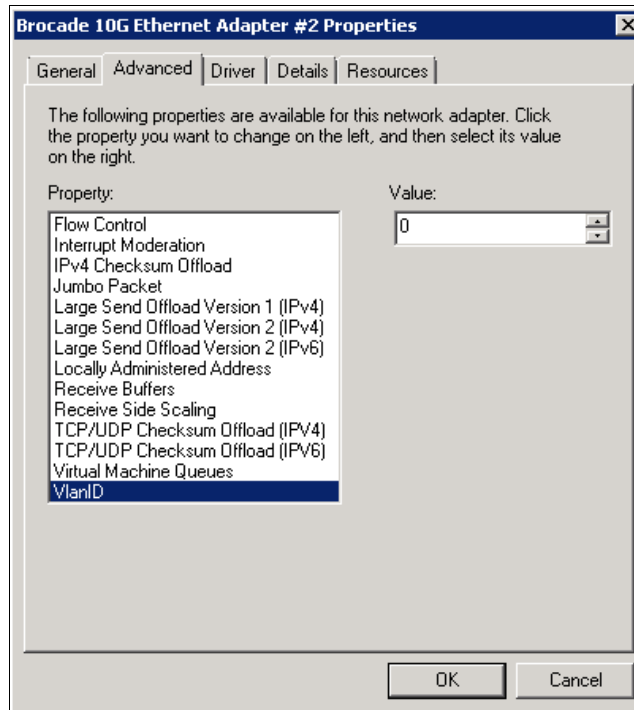 Brocade 10G Ethernet Adapter #2 Properties
General Advanced Driver Details Resources
The following properties are available for this network adapter. Click
the property you want to change on the left, and then select its value
on the right.
Property:
Value:
Flow Control
Interrupt Moderation
IPv4 Checksum Offload
Jumbo Packet
Large Send Offload Version 1 (IPv4)
Large Send Offload Version 2 (IPv4)
Large Send Offload Version 2 (IPv6)
Locally Administered Address
Receive Buffers
Receive Side Scaling
TCP/UDP Checksum Offload (IPV4)
TCP/UDP Checksum Offload (IPV6)
Virtual Machine Queues
VlanID
0
OK Cancel